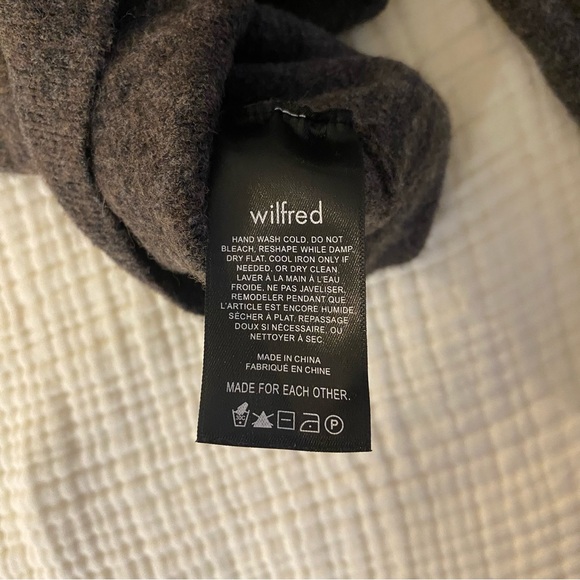 wilfred
HAND WASH COLD, DO NOT
BLEACH, RESHAPE WHILE DAMP,
DRY FLAT. COOL IRON ONLY IF
NEEDED, OR DRY CLEAN
LAVER À LA MAIN À L'EAU
FROIDE, NE PAS JAVELISER,
REMODELER PENDANT QUE
L'ARTICLE EST ENCORE HUMIDE,
SÉCHER À PLAT, REPASSAGE
DOUX SI NÉCESSAIRE, OU
NETTOYER À SEC.
MADE IN CHINA
FABRIQUÉ EN CHINE
MADE FOR EACH OTHER.
P